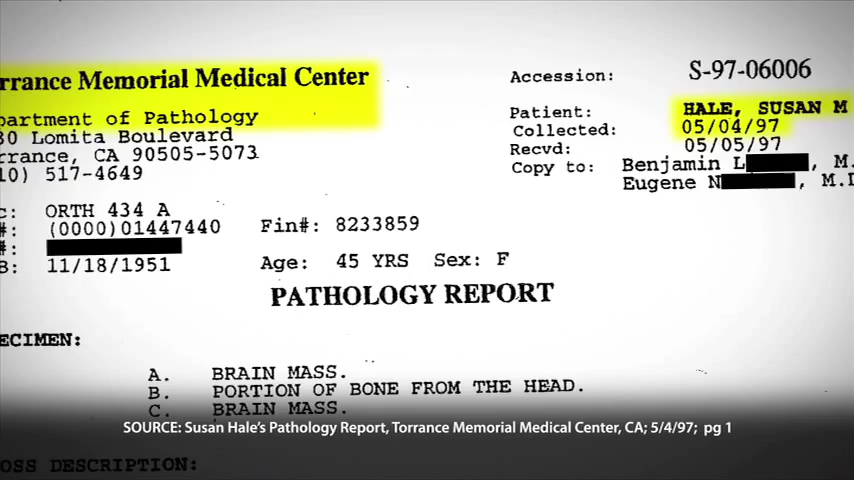 rrance Memorial Medical Center
partment of Pathology
30 Lomita Boulevard
rrance, CA 90505-5073
10) 517-4649
Accession: S-97-06006
Patient: HALE, SUSAN M
Collected: 05/04/97
Recvd: 05/05/97
Copy to: Benjamin L , M.
Eugene N , M.D
c: ORTH 434 A
#: (0000)01447440 Fin#: 8233859
#:
B: 11/18/1951 Age: 45 YRS Sex: F
PATHOLOGY REPORT
ECIMEN:
A. BRAIN MASS.
B. PORTION OF BONE FROM THE HEAD.
C. BRAIN MASS.
SOURCE: Susan Hale's Pathology Report, Torrance Memorial Medical Center, CA; 5/4/97; pg 1
OSS DESCRIPTION: